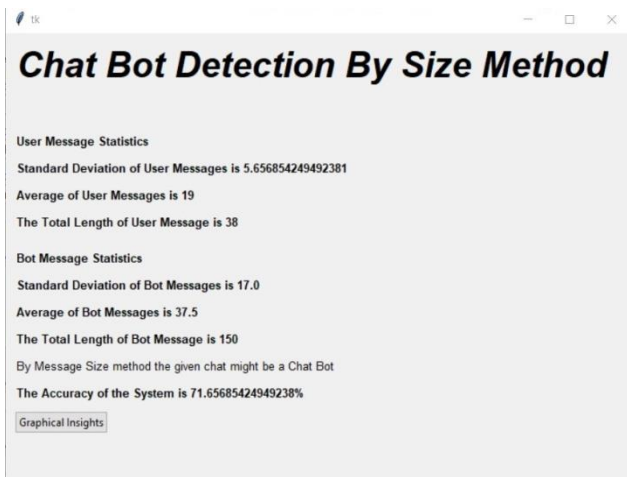 tk
Chat Bot Detection By Size Method
User Message Statistics
Standard Deviation of User Messages is 5.656854249492381
Average of User Messages is 19
The Total Length of User Message is 38
Bot Message Statistics
Standard Deviation of Bot Messages is 17.0
Average of Bot Messages is 37.5
The Total Length of Bot Message is 150
By Message Size method the given chat might be a Chat Bot
The Accuracy of the System is 71.65685424949238%
Graphical Insights